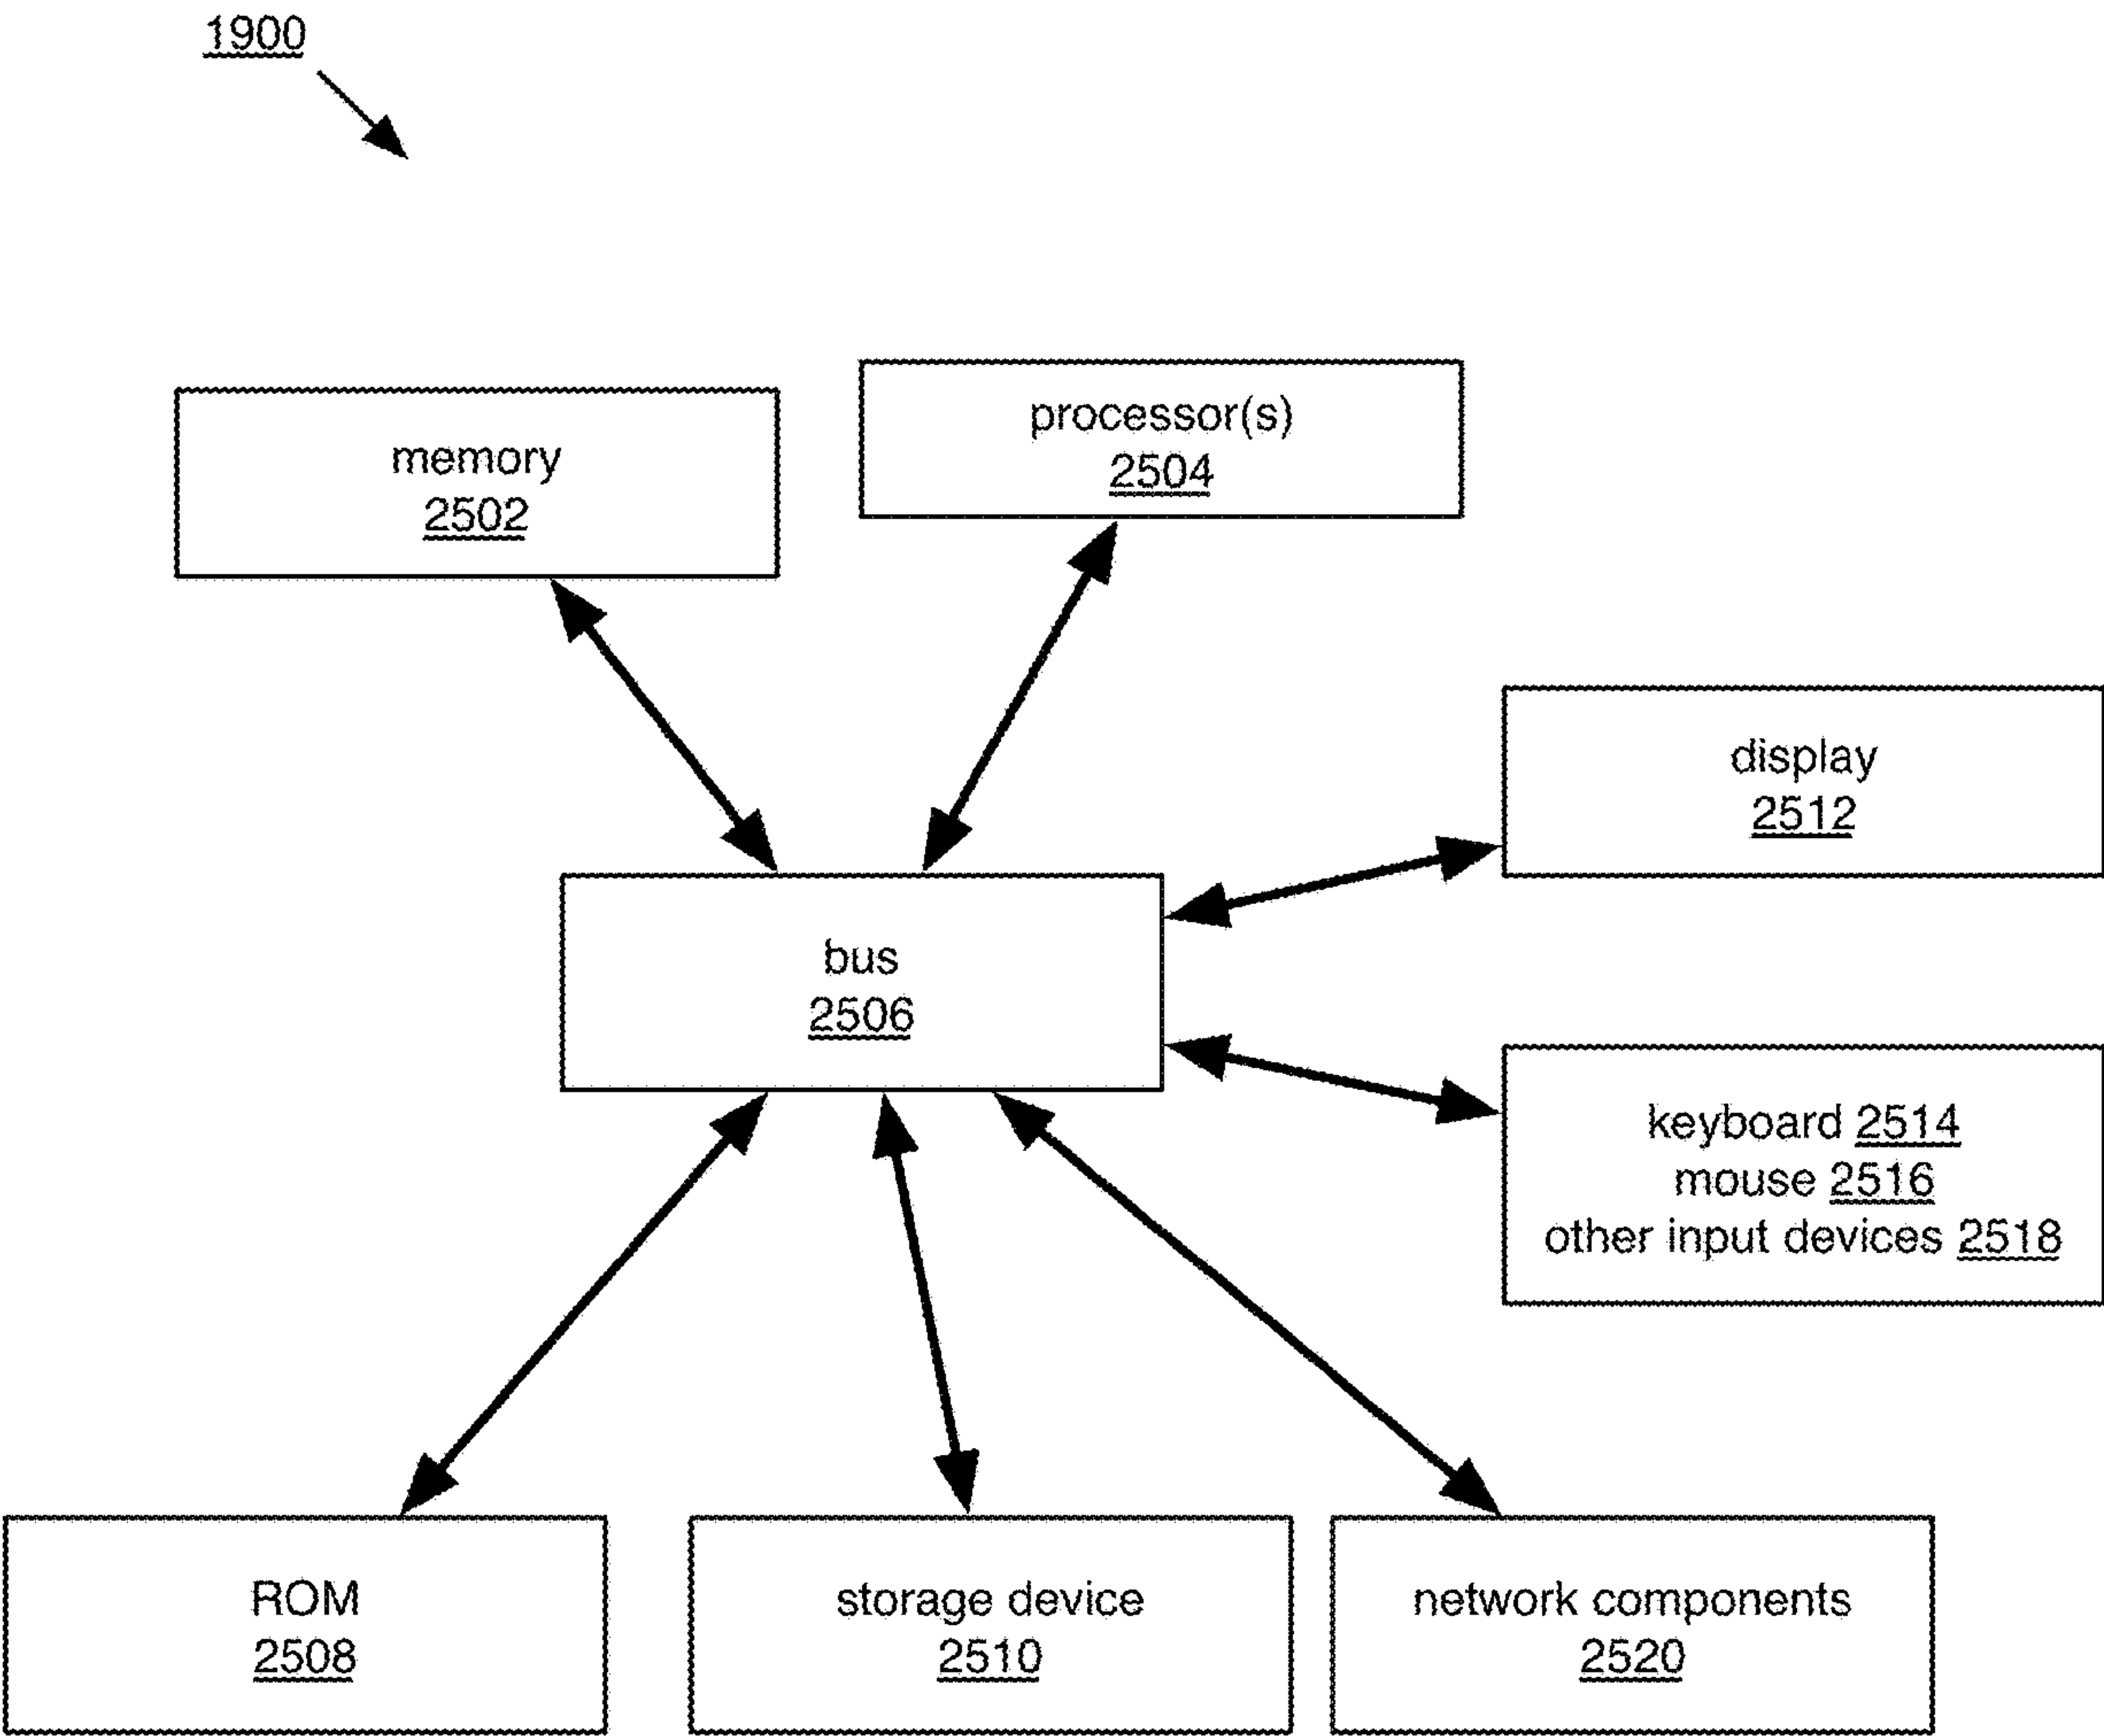 1900
memory
2502
processor(s)
2504
display
2512
bus
2506
keyboard 2514
mouse 2516
other input devices 2518
ROM
2508
storage device
2510
network components
2520